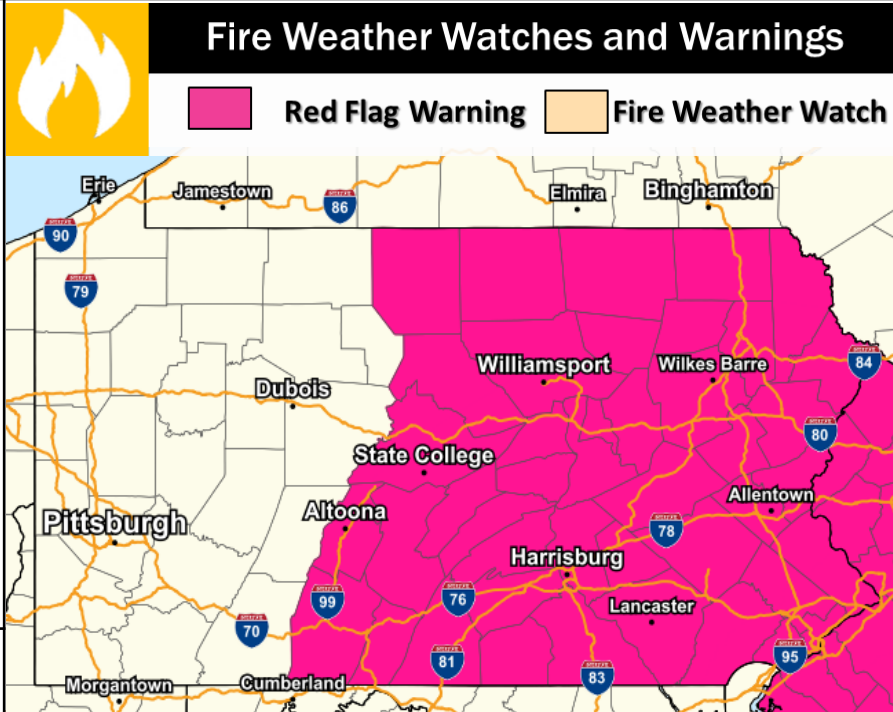 Fire Weather Watches and Warnings
Red Flag Warning Fire Weather Watch
Erie
Jamestown
86
Elmira
Binghamton
90
79
Williamsport
Wilkes Barre
84
Dubois
80
State College
Allentown
Pittsburgh
Altoona
78
Harrisburg
99
76
Lancaster
70
81
95
83
Morgantown
Cumberland